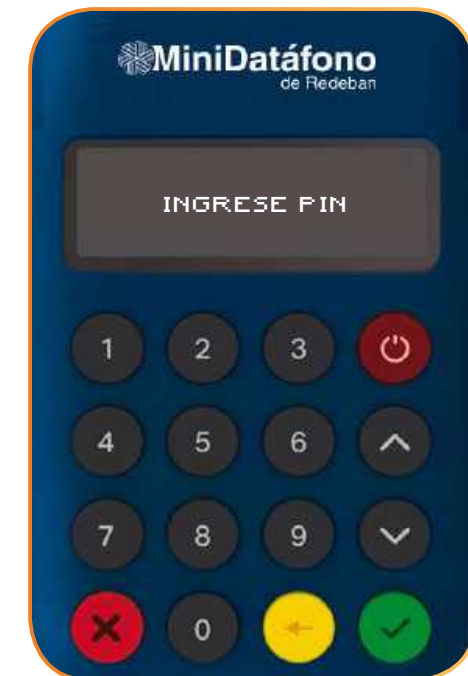 MiniDatáfono
de Redeban
INGRESE PIN
1 2 3
4 5 6
7 8 9
0